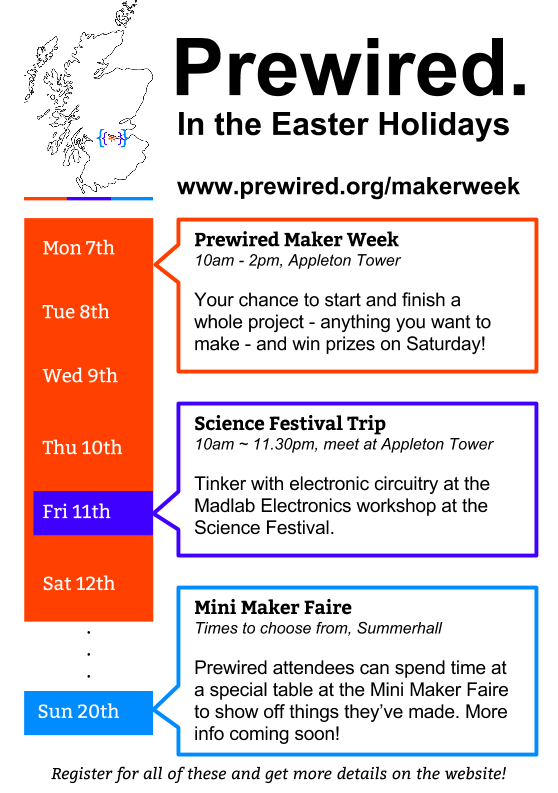 Prewired.
In the Easter Holidays
www.prewired.org/makerweek
Mon 7th
Tue 8th
Wed 9th
Thu 10th
Fri 11th
Sat 12th
Sun 20th
Prewired Maker Week
10am - 2pm, Appleton Tower
Your chance to start and finish a
whole project - anything you want to
make - and win prizes on Saturday!
Science Festival Trip
10am ~ 11.30pm, meet at Appleton Tower
Tinker with electronic circuitry at the
Madlab Electronics workshop at the
Science Festival.
Mini Maker Faire
Times to choose from, Summerhall
Prewired attendees can spend time at
a special table at the Mini Maker Faire
to show off things they've made. More
info coming soon!
Register for all of these and get more details on the website!